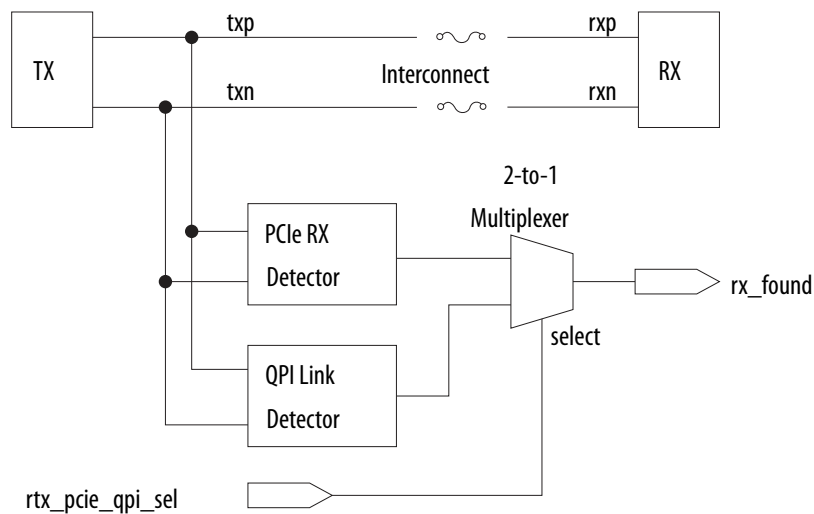 txp
rxp
TX
Interconnect
RX
txn
rxn
2-to-1
Multiplexer
PCIe RX
Detector
rx_found
select
QPI Link
Detector
rtx_pcie_qpi_sel